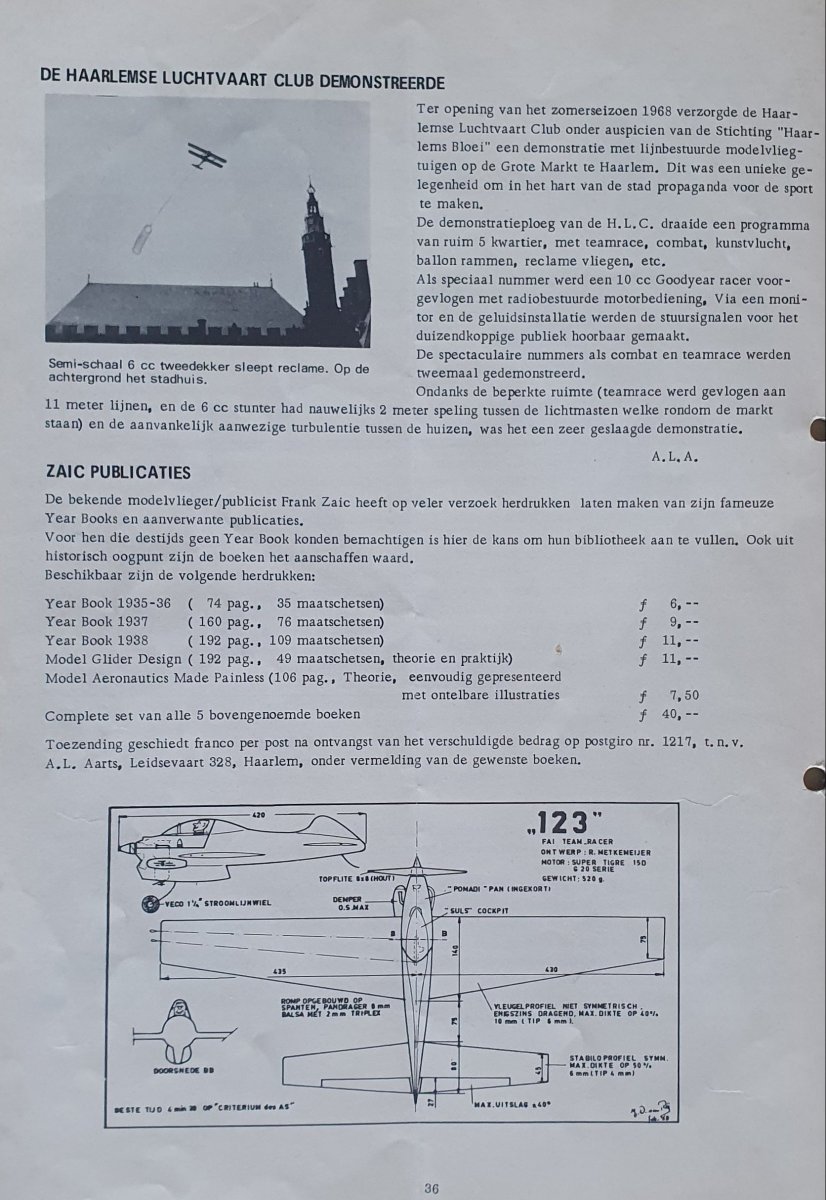 DE HAARLEMSE LUCHTVAART CLUB DEMONSTREERDE
Semi-schaal 6 cc tweedekker sleept reclame. Op de
achtergrond het stadhuis.
Ter opening van het zomerseizoen 1968 verzorgde de Haar-
lemse Luchtvaart Club onder auspicien van de Stichting "Haar-
lems Bloei" een demonstratie met lijnbestuurde modelvlieg-
tuigen op de Grote Markt te Haarlem. Dit was een unieke ge-
legenheid om in het hart van de stad propaganda voor de sport
te maken.
De demonstratieploeg van de H.L.C. draaide een programma
van ruim 5 kwartier, met teamrace, combat, kunstvlucht,
ballon rammen, reclame vliegen, etc.
Als speciaal nummer werd een 10 cc Goodyear racer voor-
gevlogen met radiobestuurde motorbediening, Via een moni-
tor en de geluidsinstallatie werden de stuursignalen voor het
duizendkoppige publiek hoorbaar gemaakt.
De spectaculaire nummers als combat en teamrace werden
tweemaal gedemonstreerd.
Ondanks de beperkte ruimte (teamrace werd gevlogen aan
11 meter lijnen, en de 6 cc stunter had nauwelijks 2 meter speling tussen de lichtmasten welke rondom de markt
staan) en de aanvankelijk aanwezige turbulentie tussen de huizen, was het een zeer geslaagde demonstratie.
A.L.A.
ZAIC PUBLICATIES
De bekende modelvlieger/publicist Frank Zaic heeft op veler verzoek herdrukken laten maken van zijn fameuze
Year Books en aanverwante publicaties.
Voor hen die destijds geen Year Book konden bemachtigen is hier de kans om hun bibliotheek aan te vullen. Ook uit
historisch oogpunt zijn de boeken het aanschaffen waard.
Beschikbaar zijn de volgende herdrukken:
Year Book 1935-36 ( 74 pag., 35 maatschetsen) ƒ 6,--
Year Book 1937 ( 160 pag., 76 maatschetsen) ƒ 9,--
Year Book 1938 ( 192 pag., 109 maatschetsen) ƒ 11,--
Model Glider Design ( 192 pag., 49 maatschetsen, theorie en praktijk) ƒ 11,--
Model Aeronautics Made Painless (106 pag., Theorie, eenvoudig gepresenteerd
met ontelbare illustraties ƒ 7,50
Complete set van alle 5 bovengenoemde boeken ƒ 40,--
Toezending geschiedt franco per post na ontvangst van het verschuldigde bedrag op postgiro nr. 1217, t.n.v.
A.L. Aarts, Leidsevaart 328, Haarlem, onder vermelding van de gewenste boeken.
420
„123”
FAI TEAM-RACER
ONTWERP: R. METKEMEIJER
MOTOR: SUPER TIGRE 15D
G 20 SERIE
GEWICHT: 520 g.
TOPFLITE 8x8 (HOUT)
"POMADI" PAN (INGEKORT)
VECO 1¼" STROOMLIJNWIEL
DEMPER
O.S. MAX
"SULS" COCKPIT
B B
140
75
435
430
ROMP OPGEBOUWD OP
SPANTEN, PANDRAGER 8 mm
BALSA MET 2 mm TRIPLEX
VLEUGELPROFIEL NIET SYMMETRISCH,
ENIGSZINS DRAGEND, MAX. DIKTE OP 40%
10 mm (TIP 6 mm).
75
DOORSNEDE BB
80
45
STABILOPROFIEL SYMM.
MAX. DIKTE OP 50%
6 mm (TIP 4 mm)
27
MAX. UITSLAG ±40°
BESTE TIJD 4 min 38 OP "CRITERIUM des AS"
36